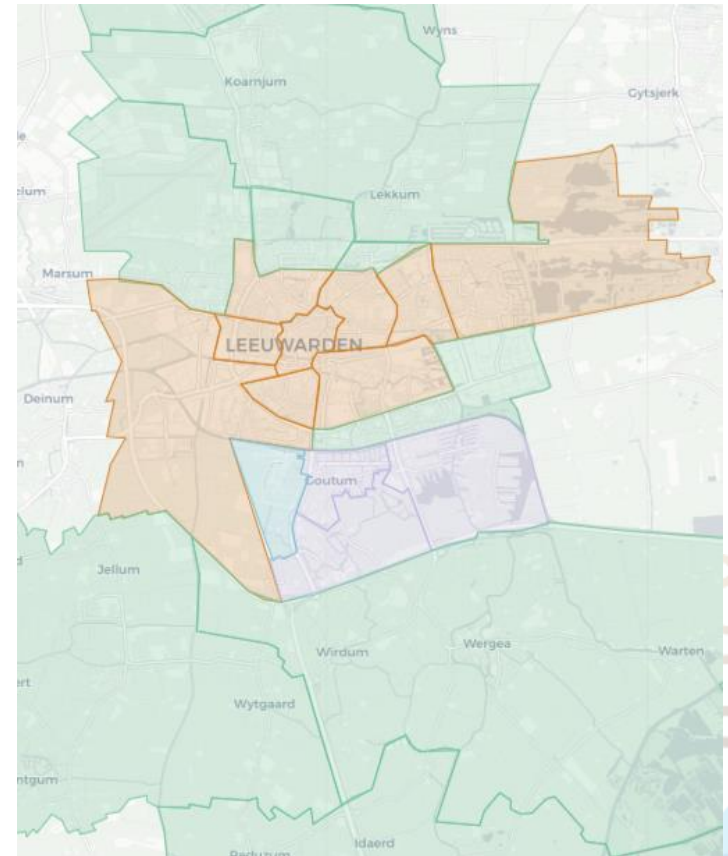 Wyns
Koarnjum
Gytsjerk
Lekkum
Marsum
LEEUWARDEN
Deinum
Goutum
Jellum
Wirdum
Wergea
Warten
Wytgaard
Idaerd